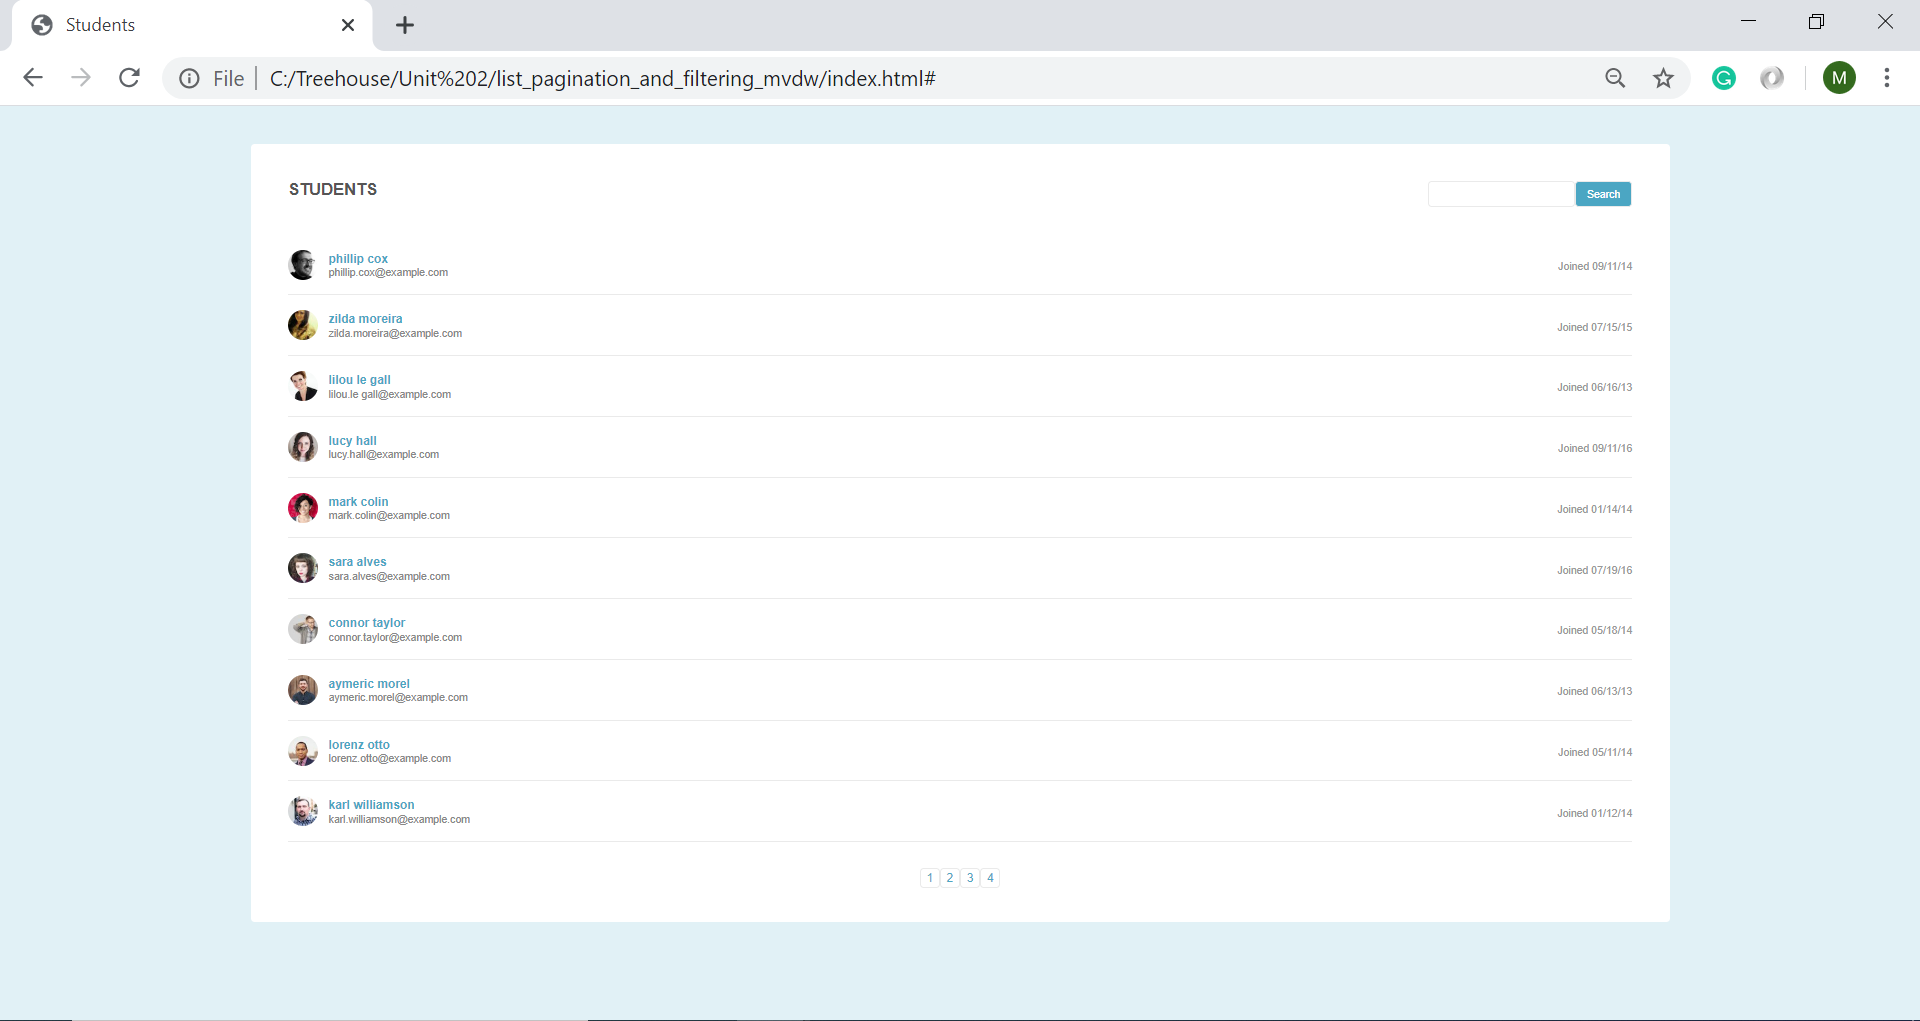 Students
File C:/Treehouse/Unit%202/list_pagination_and_filtering_mvdw/index.html#
M
STUDENTS
Search
phillip cox
phillip.cox@example.com
Joined 09/11/14
zilda moreira
zilda.moreira@example.com
Joined 07/15/15
lilou le gall
lilou.le gall@example.com
Joined 06/16/13
lucy hall
lucy.hall@example.com
Joined 09/11/16
mark colin
mark.colin@example.com
Joined 01/14/14
sara alves
sara.alves@example.com
Joined 07/19/16
connor taylor
connor.taylor@example.com
Joined 05/18/14
aymeric morel
aymeric.morel@example.com
Joined 06/13/13
lorenz otto
lorenz.otto@example.com
Joined 05/11/14
karl williamson
karl.williamson@example.com
Joined 01/12/14
1 2 3 4